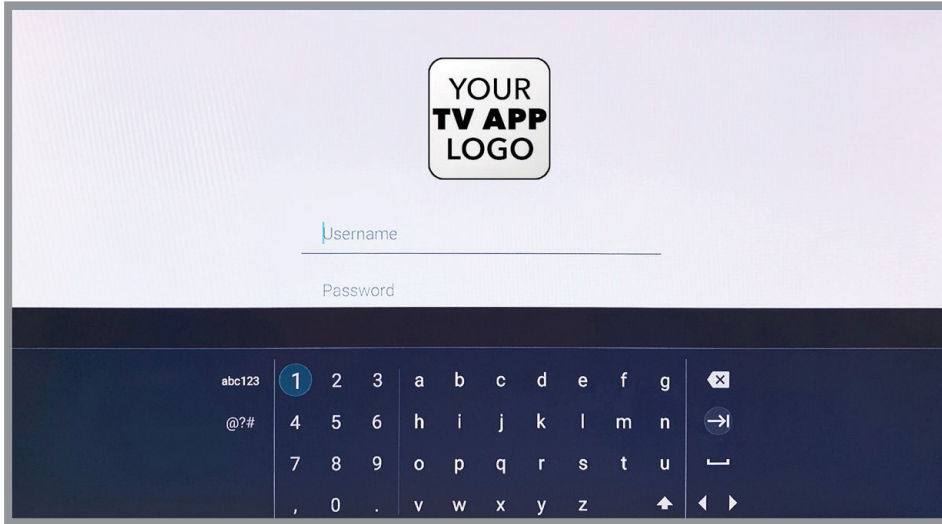 YOUR
TV APP
LOGO
Username
Password
abc123 1 2 3 a b c d e f g
@?# 4 5 6 h i j k l m n
7 8 9 o p q r s t u
, 0 . v w x y z